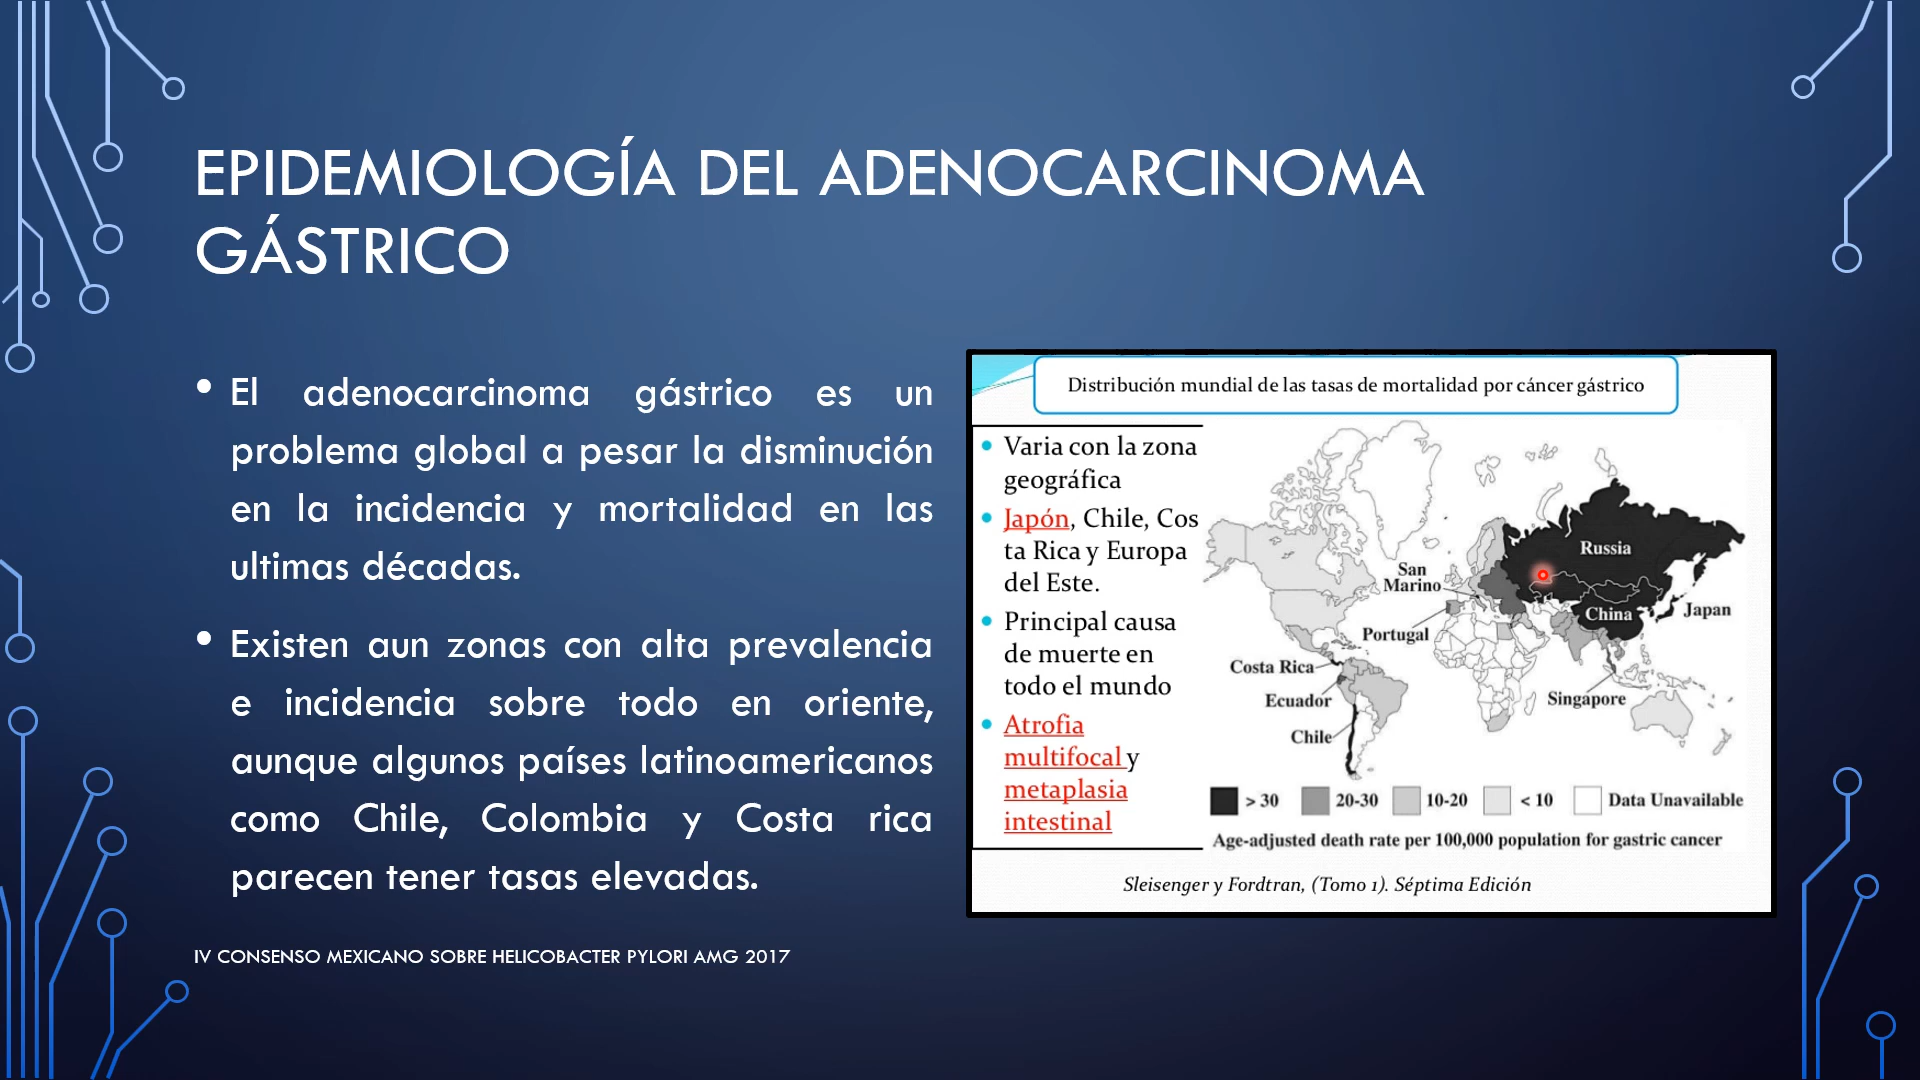 EPIDEMIOLOGÍA DEL ADENOCARCINOMA
GÁSTRICO
• El adenocarcinoma gástrico es un
problema global a pesar la disminución
en la incidencia y mortalidad en las
ultimas décadas.
• Existen aun zonas con alta prevalencia
e incidencia sobre todo en oriente,
aunque algunos países latinoamericanos
como Chile, Colombia y Costa rica
parecen tener tasas elevadas.
IV CONSENSO MEXICANO SOBRE HELICOBACTER PYLORI AMG 2017
Distribución mundial de las tasas de mortalidad por cáncer gástrico
• Varia con la zona
geográfica
• Japón, Chile, Cos
ta Rica y Europa
del Este.
• Principal causa
de muerte en
todo el mundo
• Atrofia
multifocal y
metaplasia
intestinal
Russia
San
Marino
China
Japan
Portugal
Costa Rica
Ecuador
Singapore
Chile
> 30
20-30
10-20
< 10
Data Unavailable
Age-adjusted death rate per 100,000 population for gastric cancer
Sleisenger y Fordtran, (Tomo 1). Séptima Edición